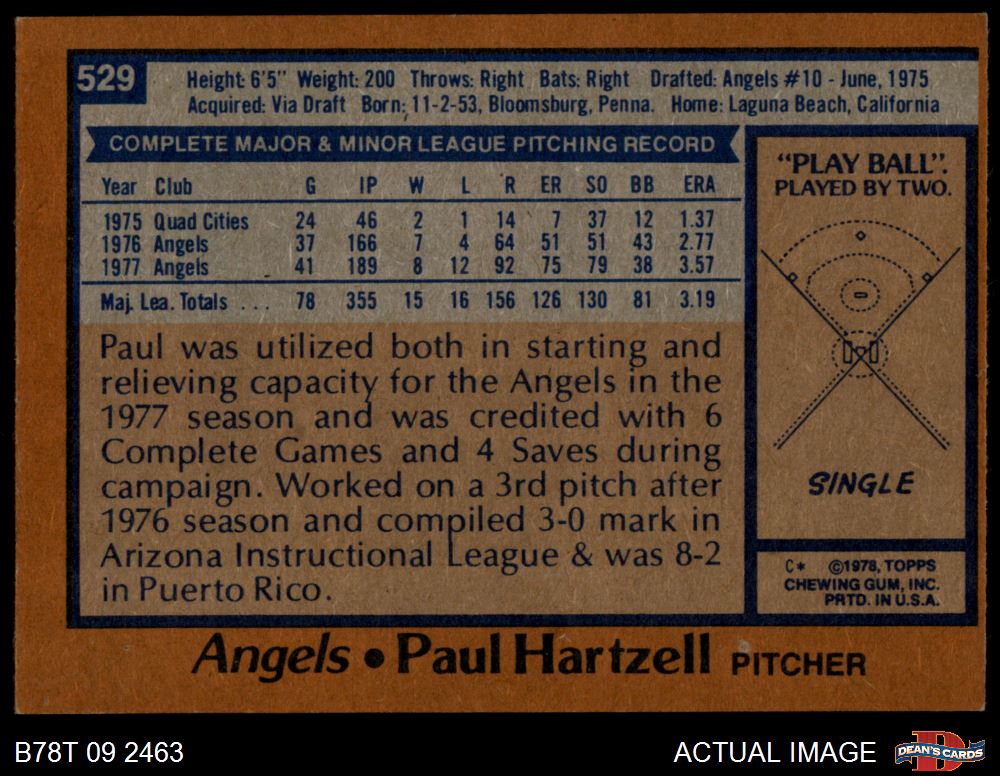 529
Height: 6'5" Weight: 200 Throws: Right Bats: Right Drafted: Angels #10 - June, 1975
Acquired: Via Draft Born: 11-2-53, Bloomsburg, Penna. Home: Laguna Beach, California
COMPLETE MAJOR & MINOR LEAGUE PITCHING RECORD
Year Club G IP W L R ER SO BB ERA
1975 Quad Cities 24 46 2 1 14 7 37 12 1.37
1976 Angels 37 166 7 4 64 51 51 43 2.77
1977 Angels 41 189 8 12 92 75 79 38 3.57
Maj. Lea. Totals ... 78 355 15 16 156 126 130 81 3.19
Paul was utilized both in starting and
relieving capacity for the Angels in the
1977 season and was credited with 6
Complete Games and 4 Saves during
campaign. Worked on a 3rd pitch after
1976 season and compiled 3-0 mark in
Arizona Instructional League & was 8-2
in Puerto Rico.
"PLAY BALL".
PLAYED BY TWO.
SINGLE
C* ©1978, TOPPS
CHEWING GUM, INC.
PRTD. IN U.S.A.
Angels • Paul Hartzell PITCHER
B78T 09 2463
ACTUAL IMAGE
D
DEAN'S CARDS